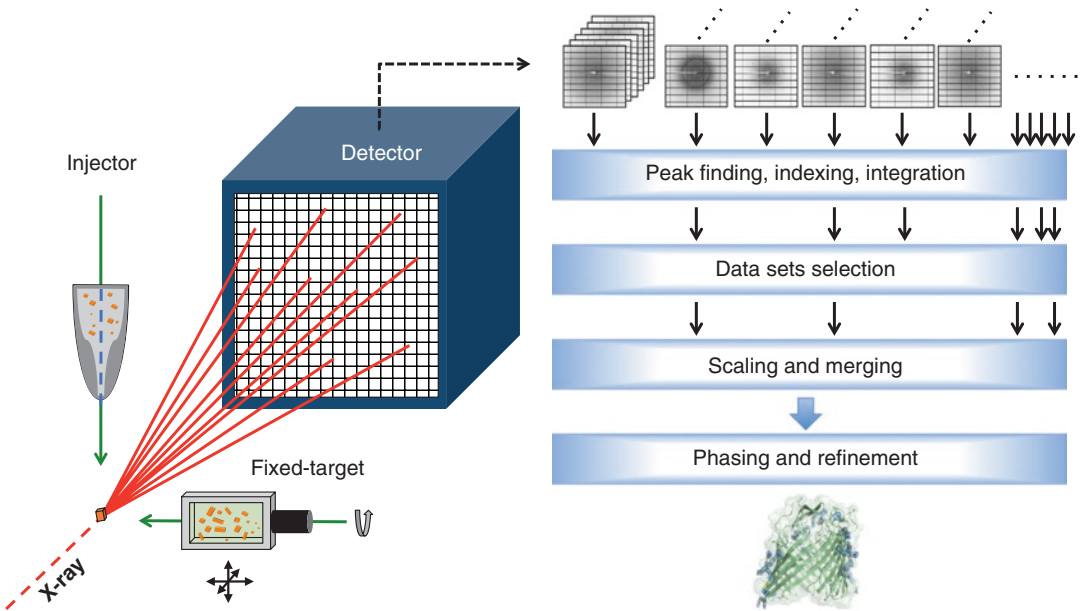 Injector
Detector
Fixed-target
X-ray
Peak finding, indexing, integration
Data sets selection
Scaling and merging
Phasing and refinement